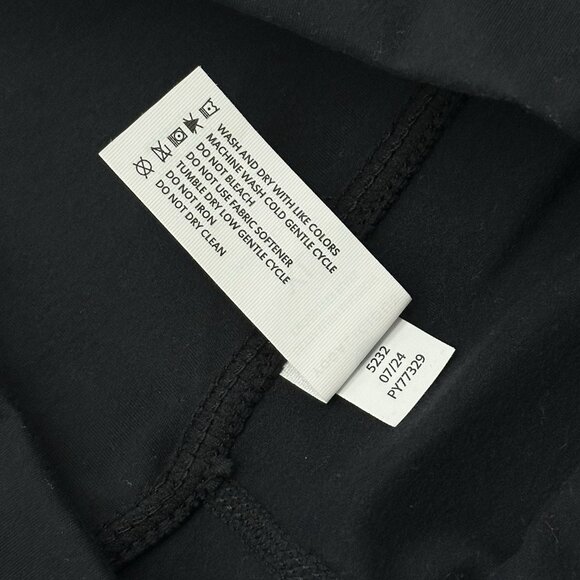 WASH AND DRY WITH LIKE COLORS
MACHINE WASH COLD GENTLE CYCLE
DO NOT BLEACH
DO NOT USE FABRIC SOFTENER
TUMBLE DRY LOW GENTLE CYCLE
DO NOT IRON
DO NOT DRY CLEAN
5232
07/24
PY77329